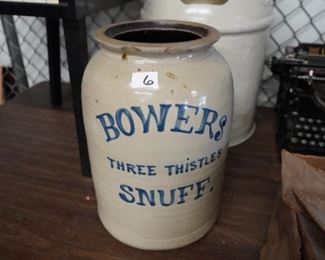 6
BOWERS
THREE THISTLES
SNUFF.